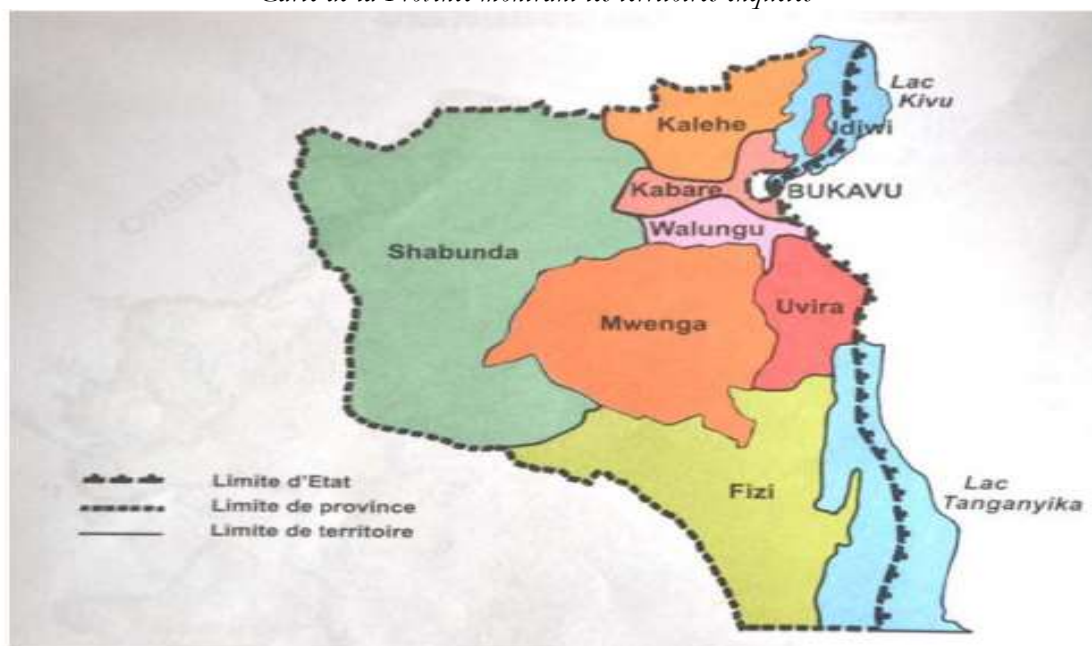 Lac
Kivu
Kalehe
Idjwi
Kabare
BUKAVU
Walungu
Shabunda
Uvira
Mwenga
Limite d'Etat
Limite de province
Limite de territoire
Fizi
Lac
Tanganyika